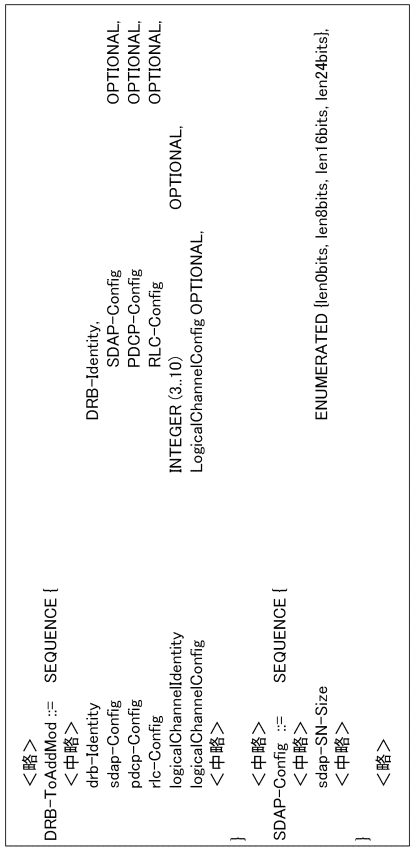 <略>
DRB-ToAddMod ::= SEQUENCE {
<中略>
drb-Identity DRB-Identity,
sdap-Config SDAP-Config OPTIONAL,
pdcp-Config PDCP-Config OPTIONAL,
rlc-Config RLC-Config OPTIONAL,
logicalChannelIdentity INTEGER (3..10) OPTIONAL,
logicalChannelConfig LogicalChannelConfig OPTIONAL,
<中略>
}
<中略>
SDAP-Config ::= SEQUENCE {
<中略>
sdap-SN-Size ENUMERATED {len0bits, len8bits, len16bits, len24bits},
<中略>
}
<略>